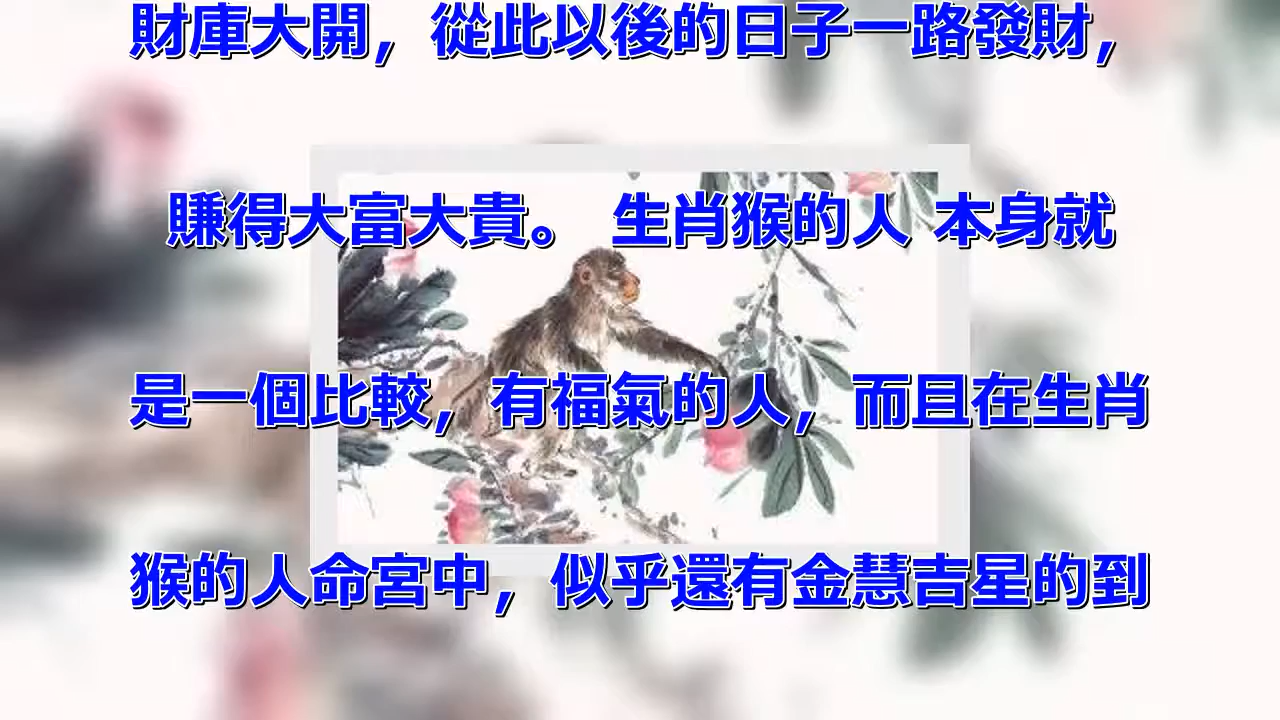 財庫大開，從此以後的日子一路發財，
賺得大富大貴。 生肖猴的人 本身就
是一個比較，有福氣的人，而且在生肖
猴的人命宮中，似乎還有金慧吉星的到